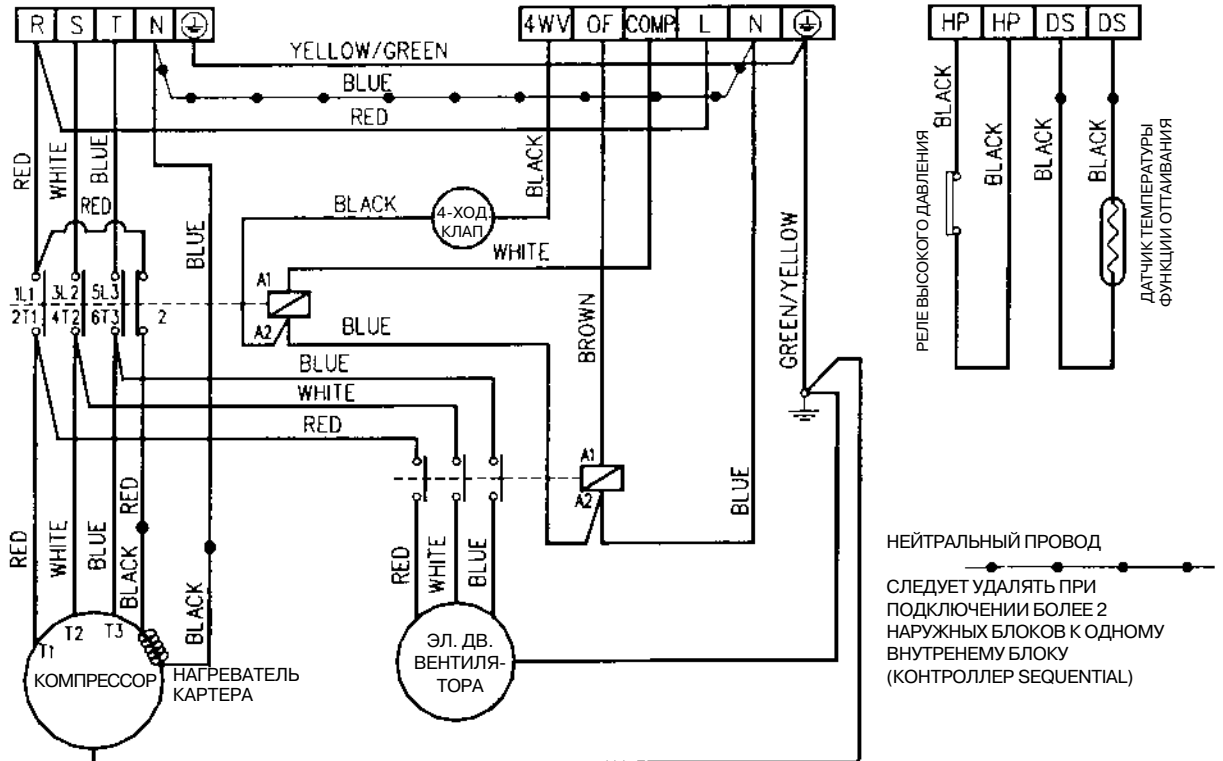 R S T N
4WV OF COMP L N
HP HP DS DS
YELLOW/GREEN
BLUE
RED
RED
WHITE
BLUE
RED
BLUE
BLACK
BLACK
4-ХОД.
КЛАП
WHITE
BLACK
BLACK
BLACK
BLACK
РЕЛЕ ВЫСОКОГО ДАВЛЕНИЯ
ДАТЧИК ТЕМПЕРАТУРЫ
ФУНКЦИИ ОТТАИВАНИЯ
1L1 3L2 5L3
2T1 4T2 6T3 2
A1
A2
BLUE
BROWN
GREEN/YELLOW
BLUE
WHITE
RED
A1
A2
BLUE
RED
WHITE
BLUE
BLACK
RED
BLACK
RED
WHITE
BLUE
T1 T2 T3
КОМПРЕССОР
НАГРЕВАТЕЛЬ
КАРТЕРА
ЭЛ. ДВ.
ВЕНТИЛЯ-
ТОРА
НЕЙТРАЛЬНЫЙ ПРОВОД
СЛЕДУЕТ УДАЛЯТЬ ПРИ
ПОДКЛЮЧЕНИИ БОЛЕЕ 2
НАРУЖНЫХ БЛОКОВ К ОДНОМУ
ВНУТРЕНЕМУ БЛОКУ
(КОНТРОЛЛЕР SEQUENTIAL)